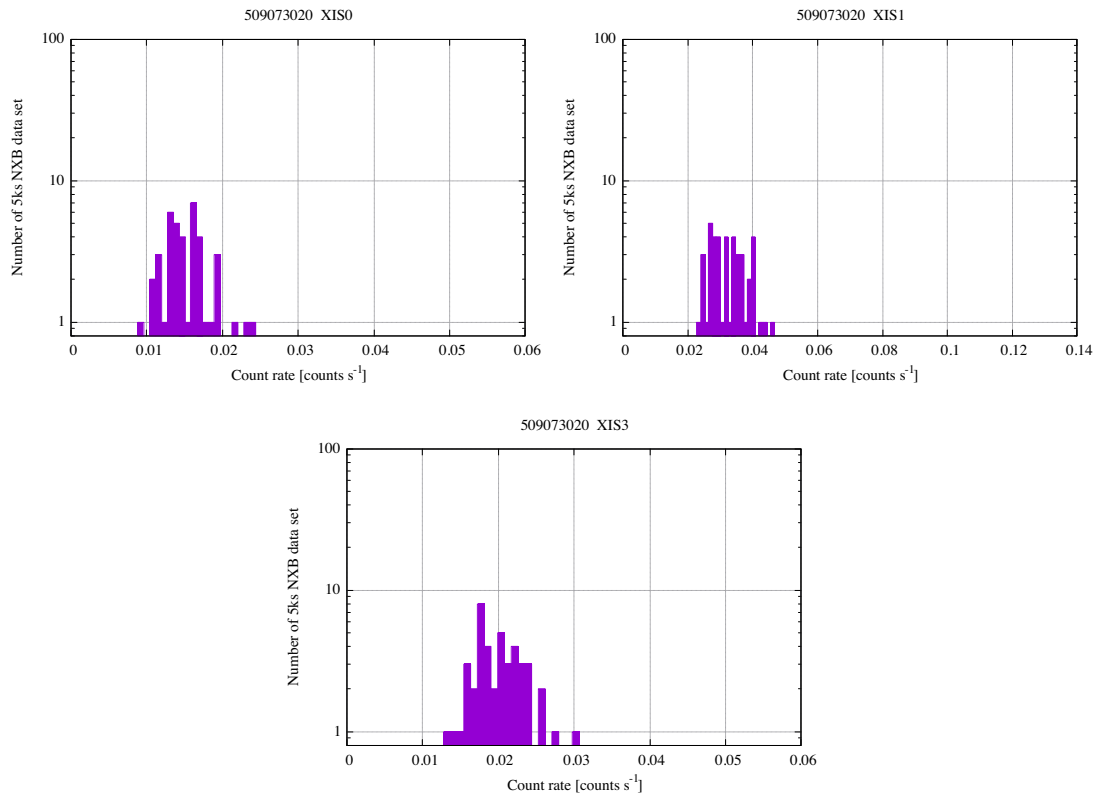 509073020 XIS0
100
10
1
Number of 5ks NXB data set
0 0.01 0.02 0.03 0.04 0.05 0.06
Count rate [counts s⁻¹]
509073020 XIS1
100
10
1
Number of 5ks NXB data set
0 0.02 0.04 0.06 0.08 0.1 0.12 0.14
Count rate [counts s⁻¹]
509073020 XIS3
100
10
1
Number of 5ks NXB data set
0 0.01 0.02 0.03 0.04 0.05 0.06
Count rate [counts s⁻¹]